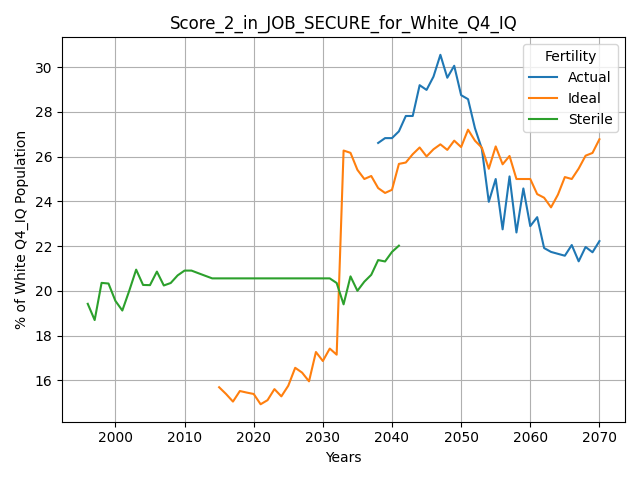 Score_2_in_JOB_SECURE_for_White_Q4_IQ
Fertility
Actual
Ideal
Sterile
% of White Q4_IQ Population
30
28
26
24
22
20
18
16
2000
2010
2020
2030
2040
2050
2060
2070
Years